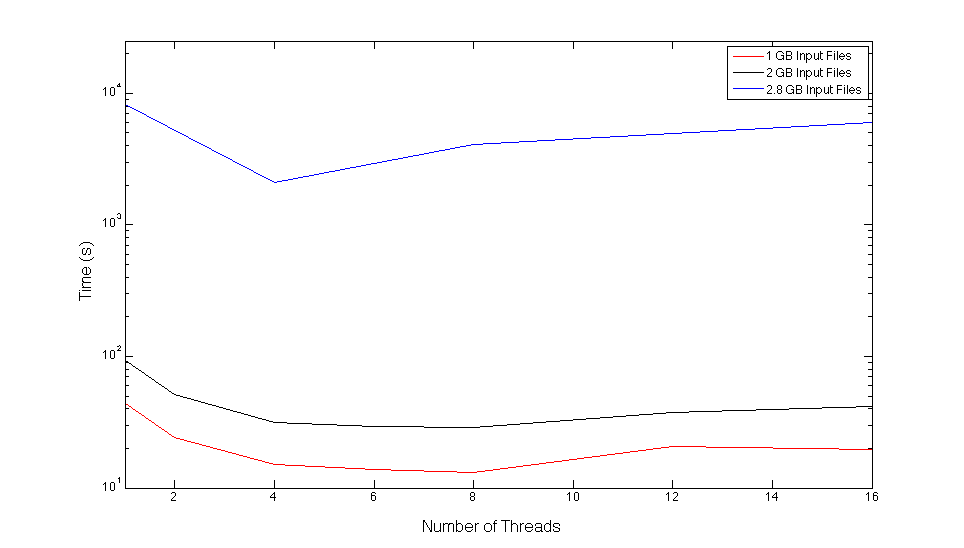 1 GB Input Files
2 GB Input Files
2.8 GB Input Files
10^4
10^3
10^2
10^1
Time (s)
2 4 6 8 10 12 14 16
Number of Threads